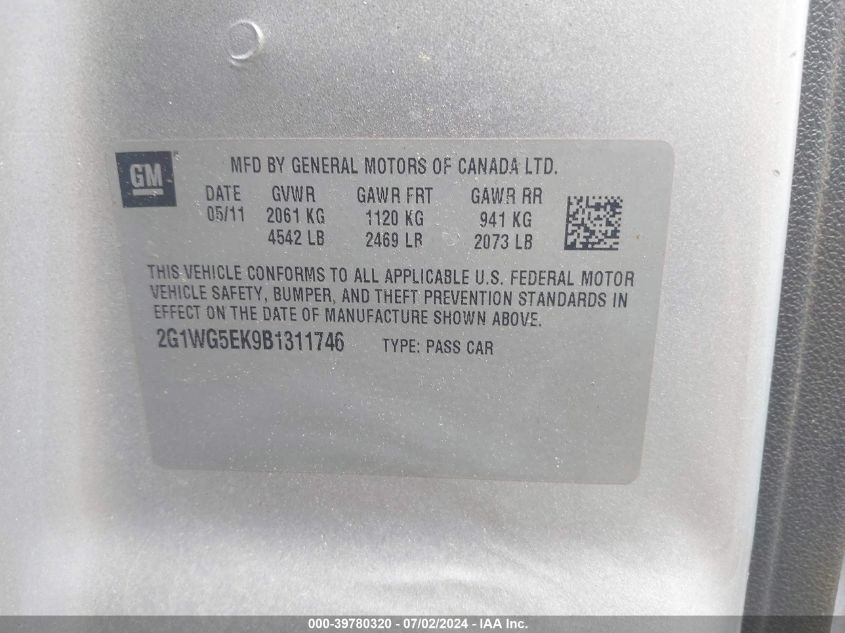 GM
MFD BY GENERAL MOTORS OF CANADA LTD.
DATE GVWR GAWR FRT GAWR RR
05/11 2061 KG 1120 KG 941 KG
4542 LB 2469 LB 2073 LB
THIS VEHICLE CONFORMS TO ALL APPLICABLE U.S. FEDERAL MOTOR
VEHICLE SAFETY, BUMPER, AND THEFT PREVENTION STANDARDS IN
EFFECT ON THE DATE OF MANUFACTURE SHOWN ABOVE.
2G1WG5EK9B1311746 TYPE: PASS CAR
000-39780320 - 07/02/2024 - IAA Inc.